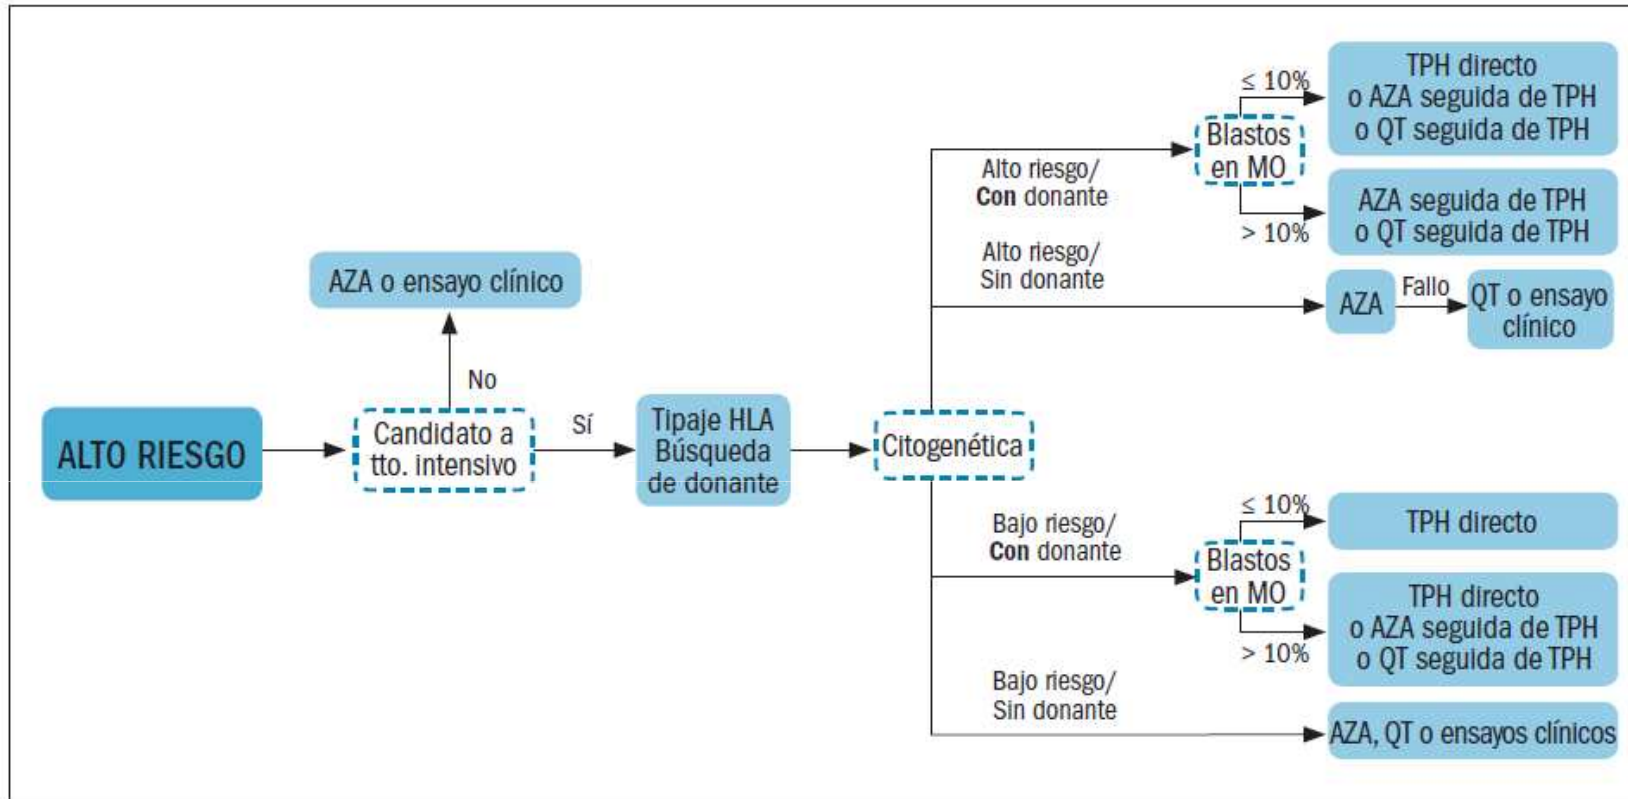 ALTO RIESGO
Candidato a
tto. intensivo
No
AZA o ensayo clínico
Sí
Tipaje HLA
Búsqueda
de donante
Citogenética
Alto riesgo/
Con donante
Blastos
en MO
≤ 10%
TPH directo
o AZA seguida de TPH
o QT seguida de TPH
> 10%
AZA seguida de TPH
o QT seguida de TPH
Alto riesgo/
Sin donante
AZA
Fallo
QT o ensayo
clínico
Bajo riesgo/
Con donante
Blastos
en MO
≤ 10%
TPH directo
> 10%
TPH directo
o AZA seguida de TPH
o QT seguida de TPH
Bajo riesgo/
Sin donante
AZA, QT o ensayos clínicos